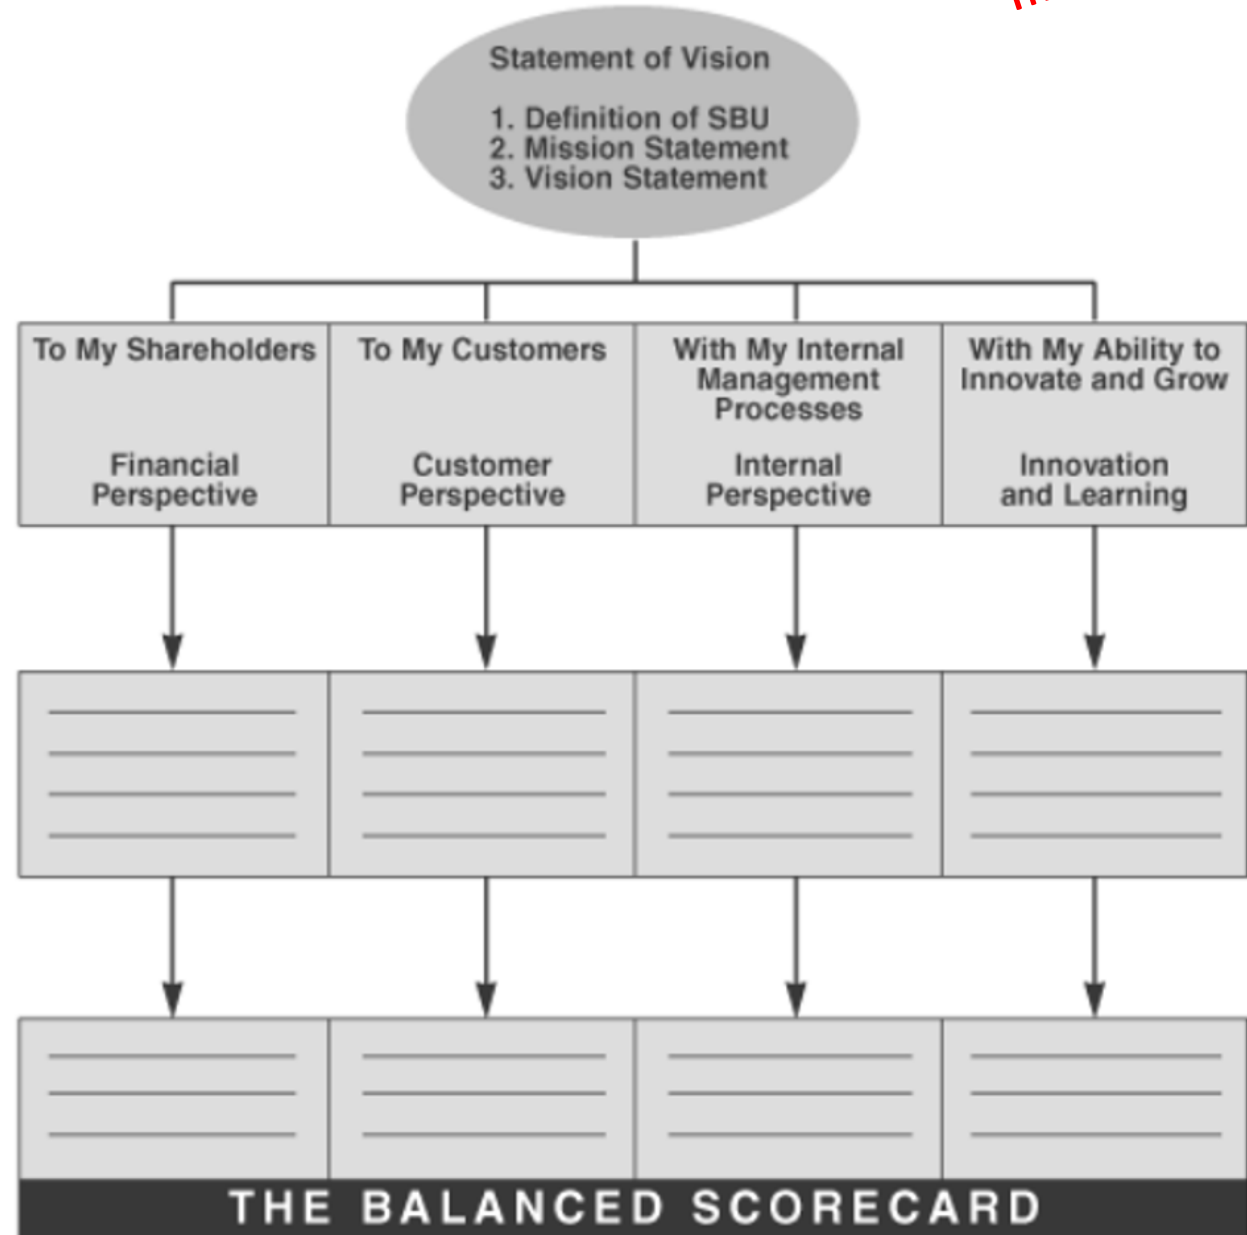 Statement of Vision
1. Definition of SBU
2. Mission Statement
3. Vision Statement
To My Shareholders
Financial
Perspective
To My Customers
Customer
Perspective
With My Internal
Management
Processes
Internal
Perspective
With My Ability to
Innovate and Grow
Innovation
and Learning
THE BALANCED SCORECARD